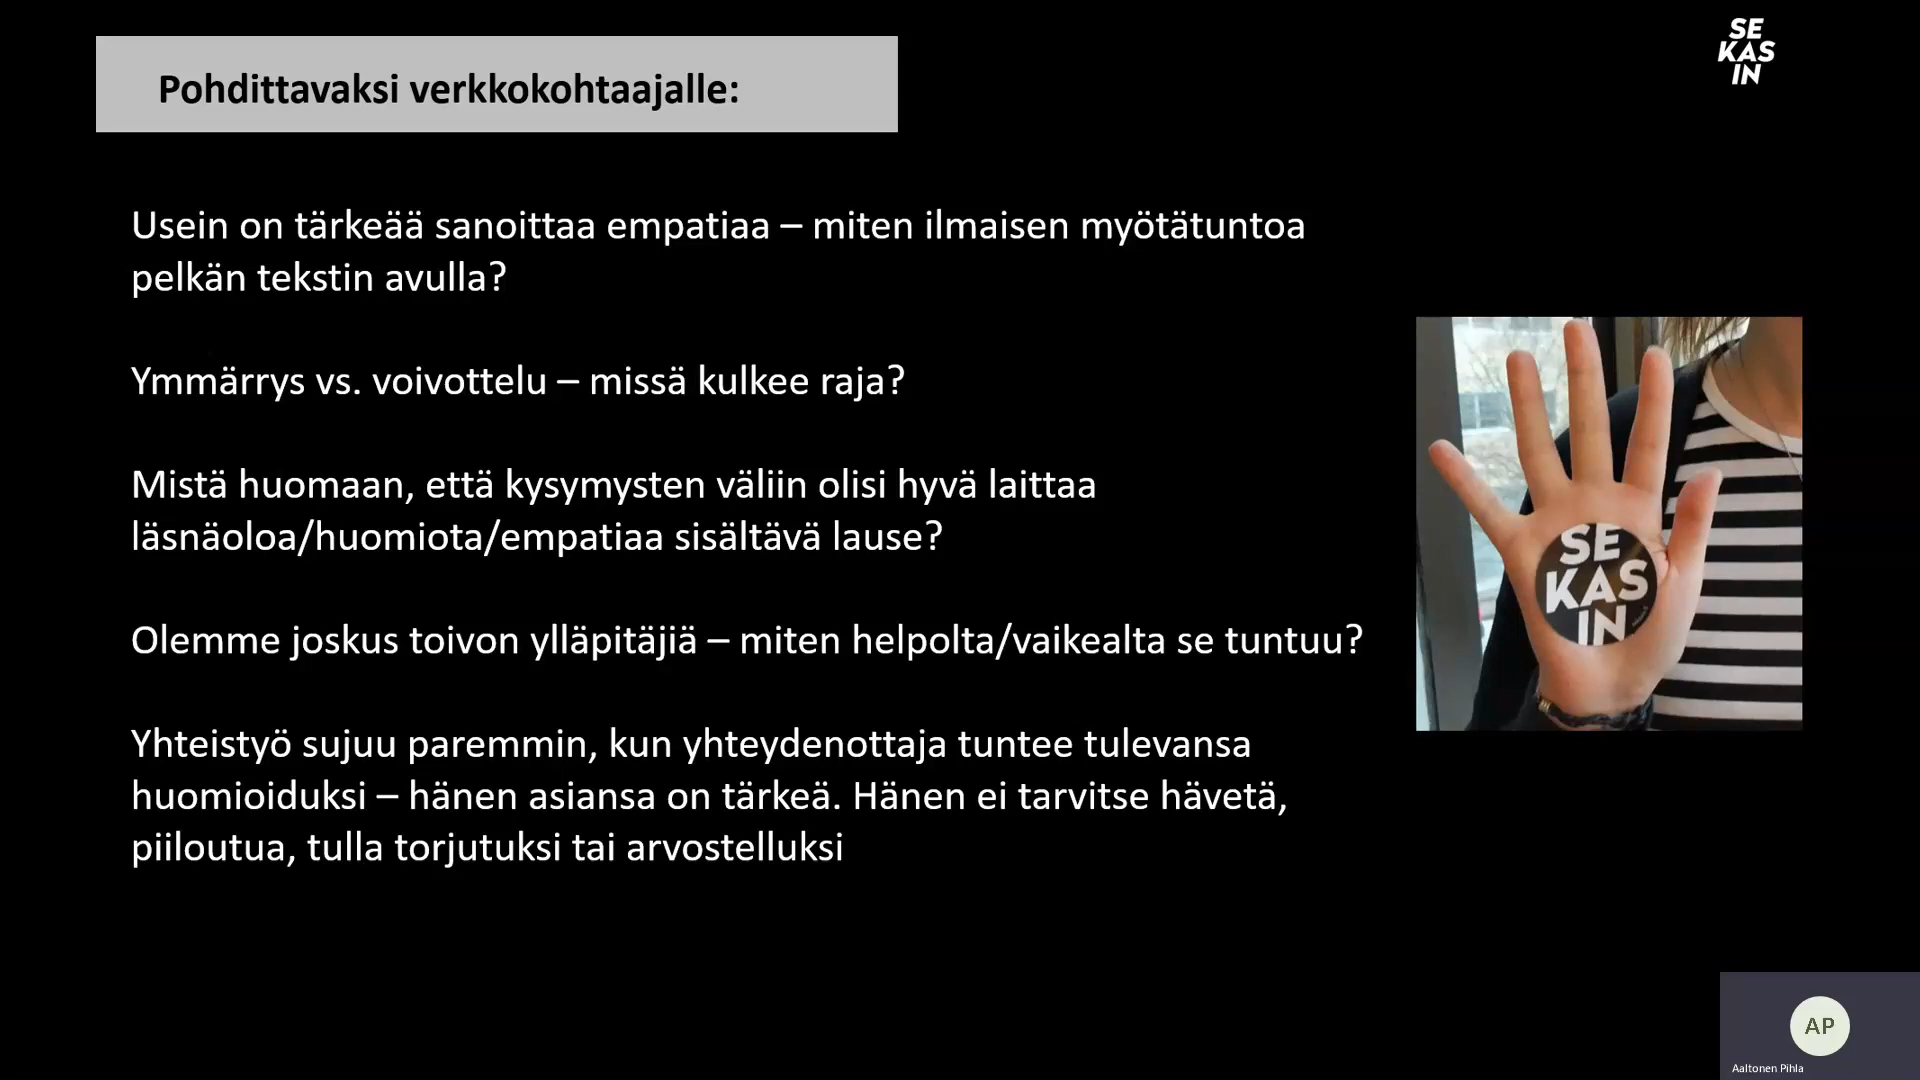 SE
KAS
IN
Pohdittavaksi verkkokohtaajalle:
Usein on tärkeää sanoittaa empatiaa – miten ilmaisen myötätuntoa
pelkän tekstin avulla?
Ymmärrys vs. voivottelu – missä kulkee raja?
Mistä huomaan, että kysymysten väliin olisi hyvä laittaa
läsnäoloa/huomiota/empatiaa sisältävä lause?
Olemme joskus toivon ylläpitäjiä – miten helpolta/vaikealta se tuntuu?
Yhteistyö sujuu paremmin, kun yhteydenottaja tuntee tulevansa
huomioiduksi – hänen asiansa on tärkeä. Hänen ei tarvitse hävetä,
piiloutua, tulla torjutuksi tai arvostelluksi
SE
KAS
IN
AP
Aaltonen Pihla